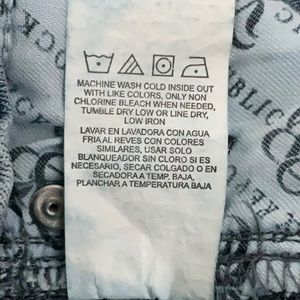 MACHINE WASH COLD INSIDE OUT
WITH LIKE COLORS, ONLY NON
CHLORINE BLEACH WHEN NEEDED,
TUMBLE DRY LOW OR LINE DRY,
LOW IRON
LAVAR EN LAVADORA CON AGUA
FRIA AL REVES CON COLORES
SIMILARES, USAR SOLO
BLANQUEADOR SIN CLORO SI ES
NECESARIO, SECAR COLGADO O EN
SECADORA A TEMP. BAJA,
PLANCHAR A TEMPERATURA BAJA